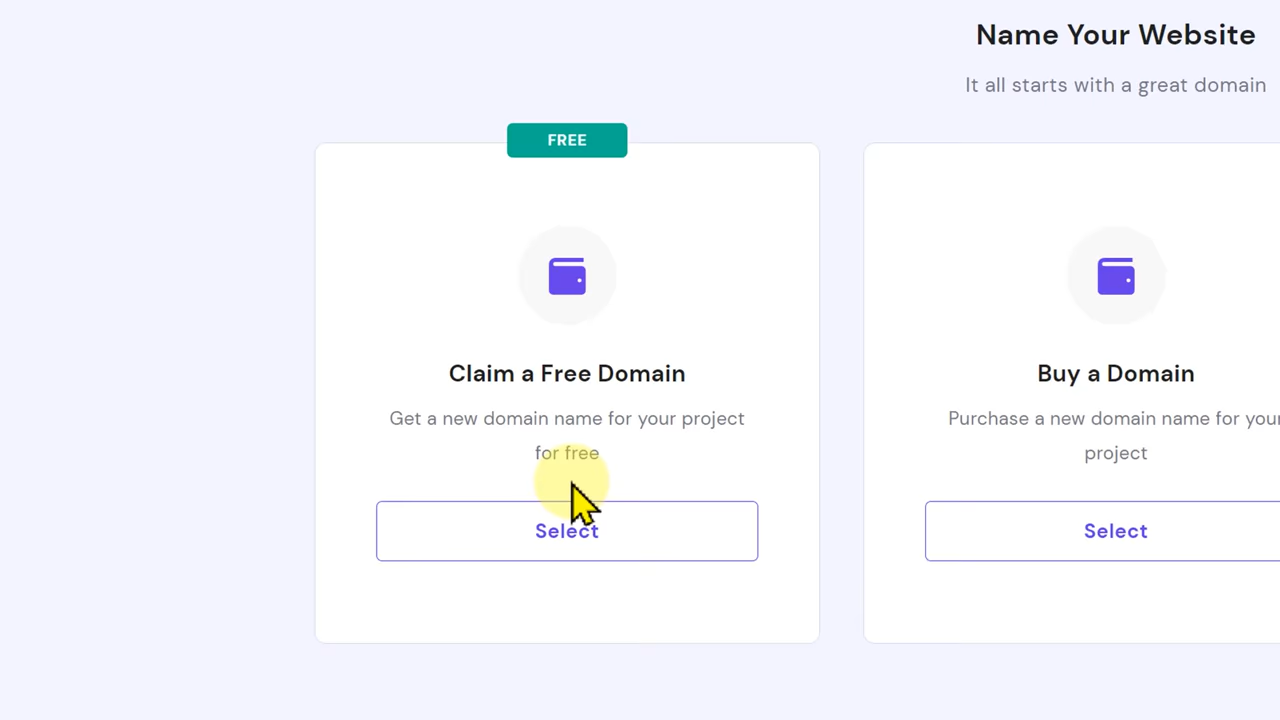 Name Your Website
It all starts with a great domain
FREE
Claim a Free Domain
Get a new domain name for your project
for free
Select
Buy a Domain
Purchase a new domain name for your
project
Select